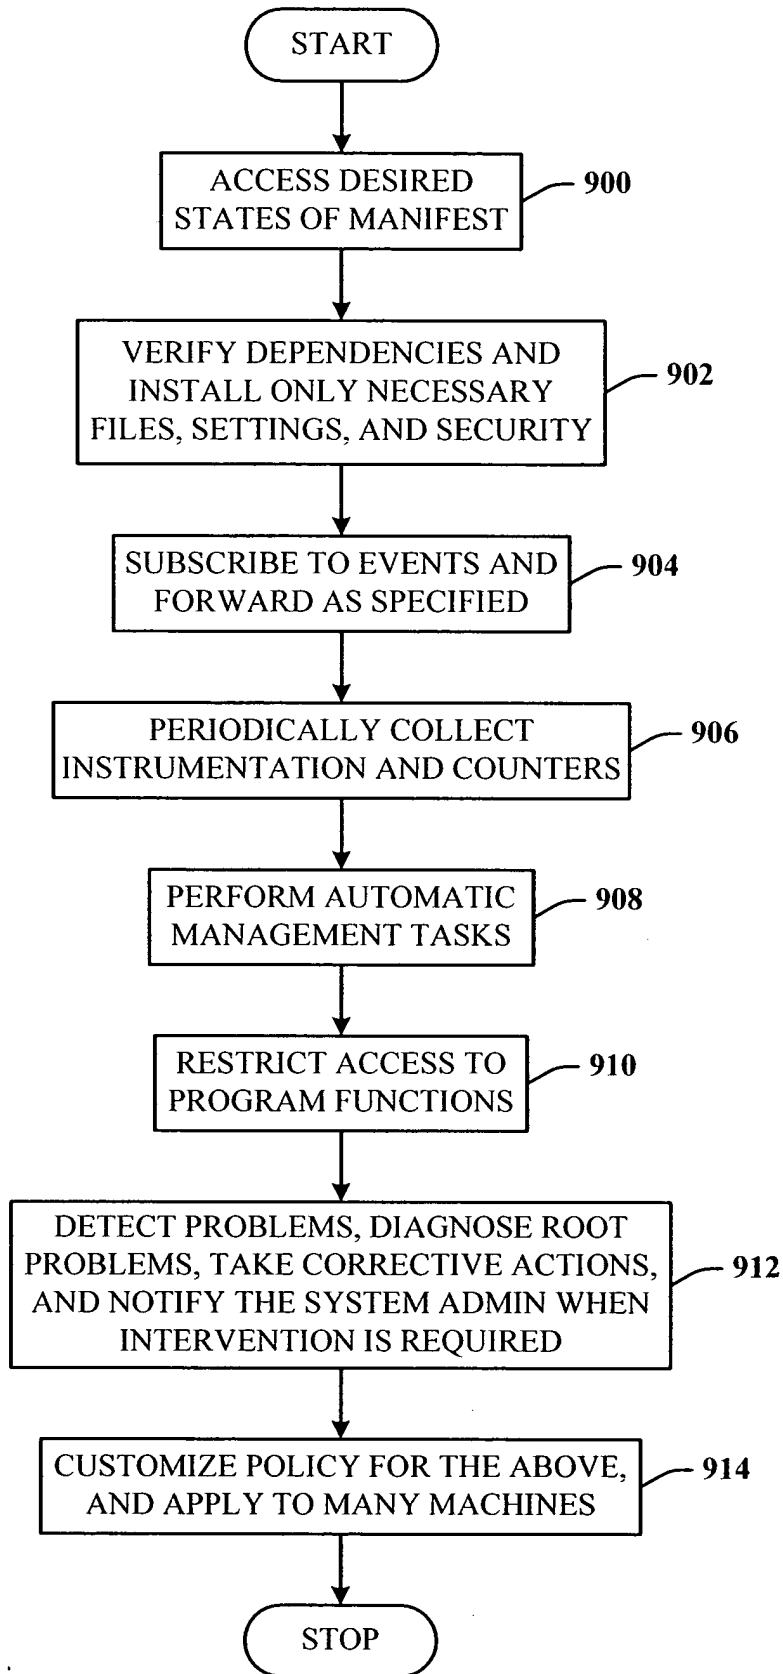 START
ACCESS DESIRED
STATES OF MANIFEST
900
VERIFY DEPENDENCIES AND
INSTALL ONLY NECESSARY
FILES, SETTINGS, AND SECURITY
902
SUBSCRIBE TO EVENTS AND
FORWARD AS SPECIFIED
904
PERIODICALLY COLLECT
INSTRUMENTATION AND COUNTERS
906
PERFORM AUTOMATIC
MANAGEMENT TASKS
908
RESTRICT ACCESS TO
PROGRAM FUNCTIONS
910
DETECT PROBLEMS, DIAGNOSE ROOT
PROBLEMS, TAKE CORRECTIVE ACTIONS,
AND NOTIFY THE SYSTEM ADMIN WHEN
INTERVENTION IS REQUIRED
912
CUSTOMIZE POLICY FOR THE ABOVE,
AND APPLY TO MANY MACHINES
914
STOP